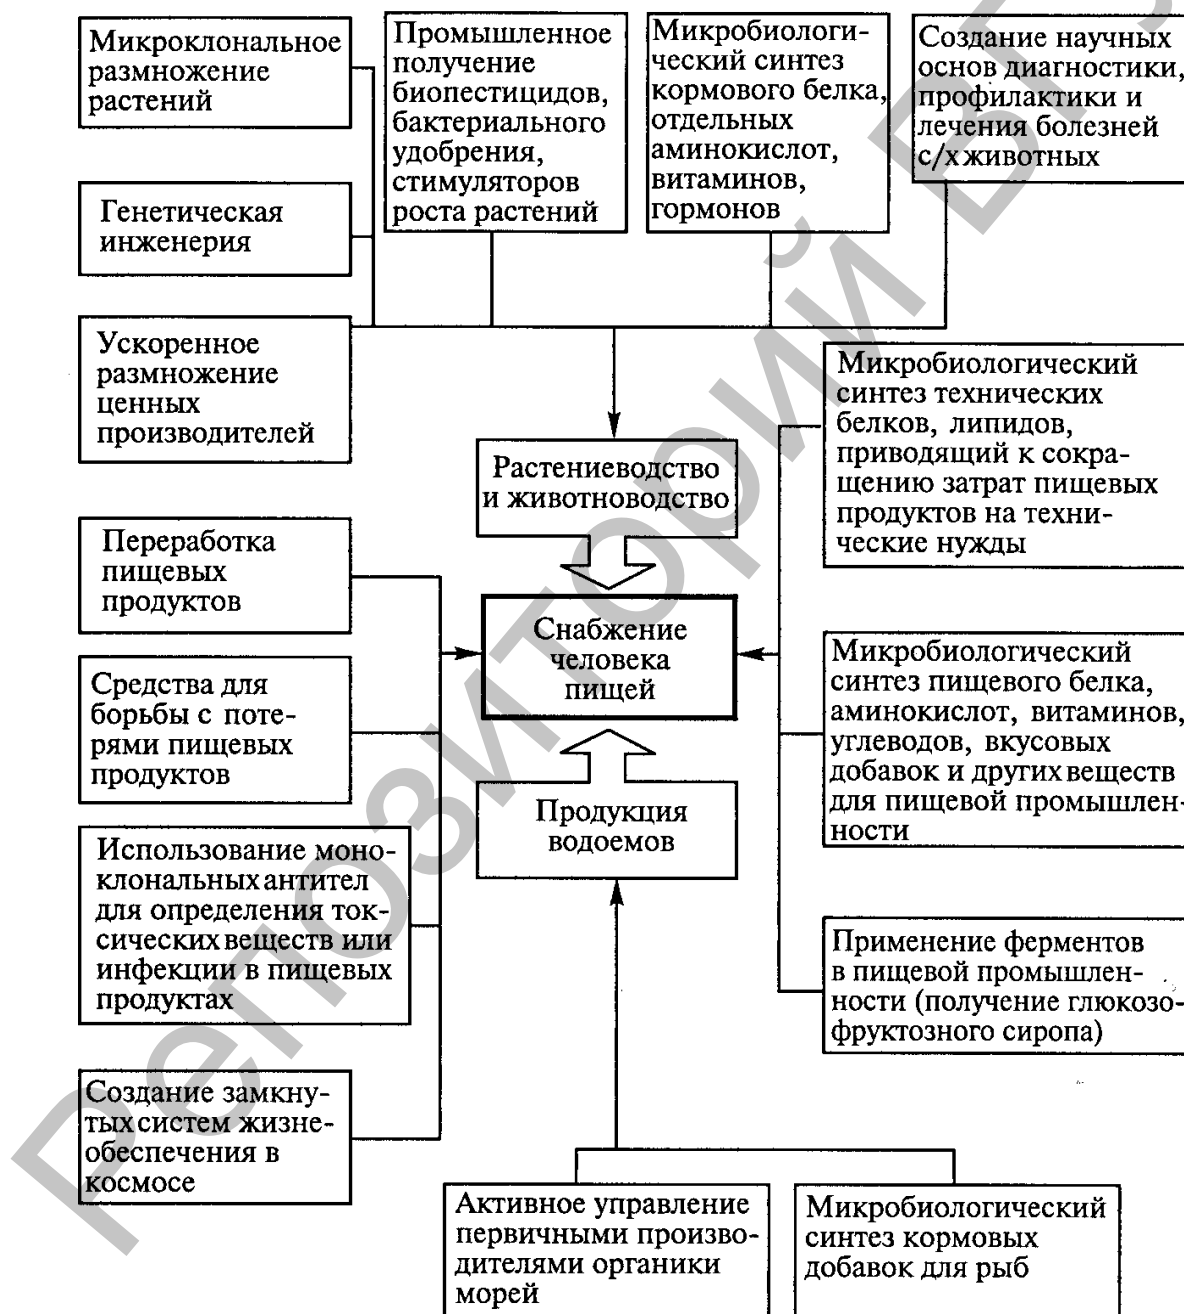 Микроклональное
размножение
растений
Промышленное
получение
биопестицидов,
бактериального
удобрения,
стимуляторов
роста растений
Микробиологи-
ческий синтез
кормового белка,
отдельных
аминокислот,
витаминов,
гормонов
Создание научных
основ диагностики,
профилактики и
лечения болезней
с/х животных
Генетическая
инженерия
Ускоренное
размножение
ценных
производителей
Растениеводство
и животноводство
Микробиологический
синтез технических
белков, липидов,
приводящий к сокра-
щению затрат пищевых
продуктов на техни-
ческие нужды
Переработка
пищевых
продуктов
Снабжение
человека
пищей
Средства для
борьбы с поте-
рями пищевых
продуктов
Микробиологический
синтез пищевого белка,
аминокислот, витаминов,
углеводов, вкусовых
добавок и других веществ
для пищевой промышлен-
ности
Продукция
водоемов
Использование моно-
клональных антител
для определения ток-
сических веществ или
инфекции в пищевых
продуктах
Применение ферментов
в пищевой промышлен-
ности (получение глюкозо-
фруктозного сиропа)
Создание замкну-
тых систем жизне-
обеспечения в
космосе
Активное управление
первичными произво-
дителями органики
морей
Микробиологический
синтез кормовых
добавок для рыб
Репозиторий ВГ